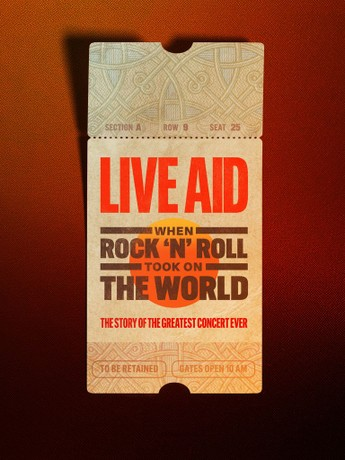 SECTION A ROW 9 SEAT 25
LIVE AID
WHEN
ROCK 'N' ROLL
TOOK ON
THE WORLD
THE STORY OF THE GREATEST CONCERT EVER
TO BE RETAINED GATES OPEN 10 AM